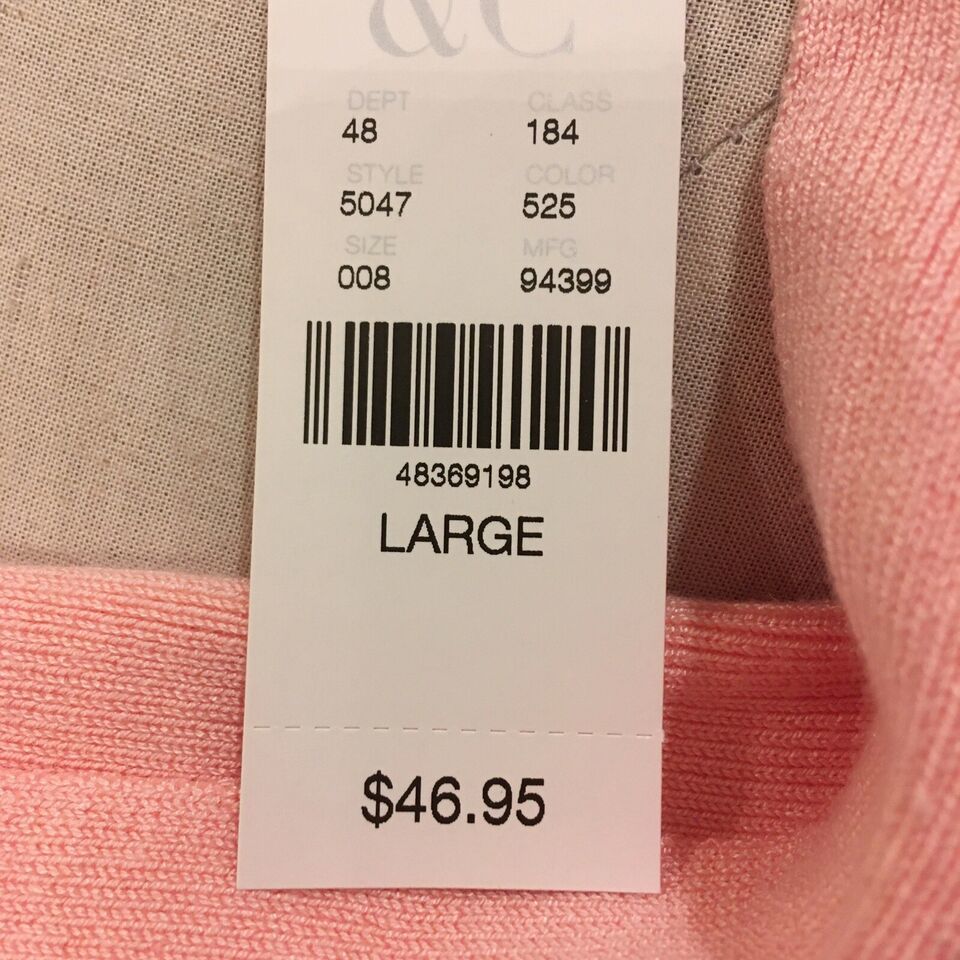 &C
DEPT CLASS
48 184
STYLE COLOR
5047 525
SIZE MFG
008 94399
48369198
LARGE
$46.95